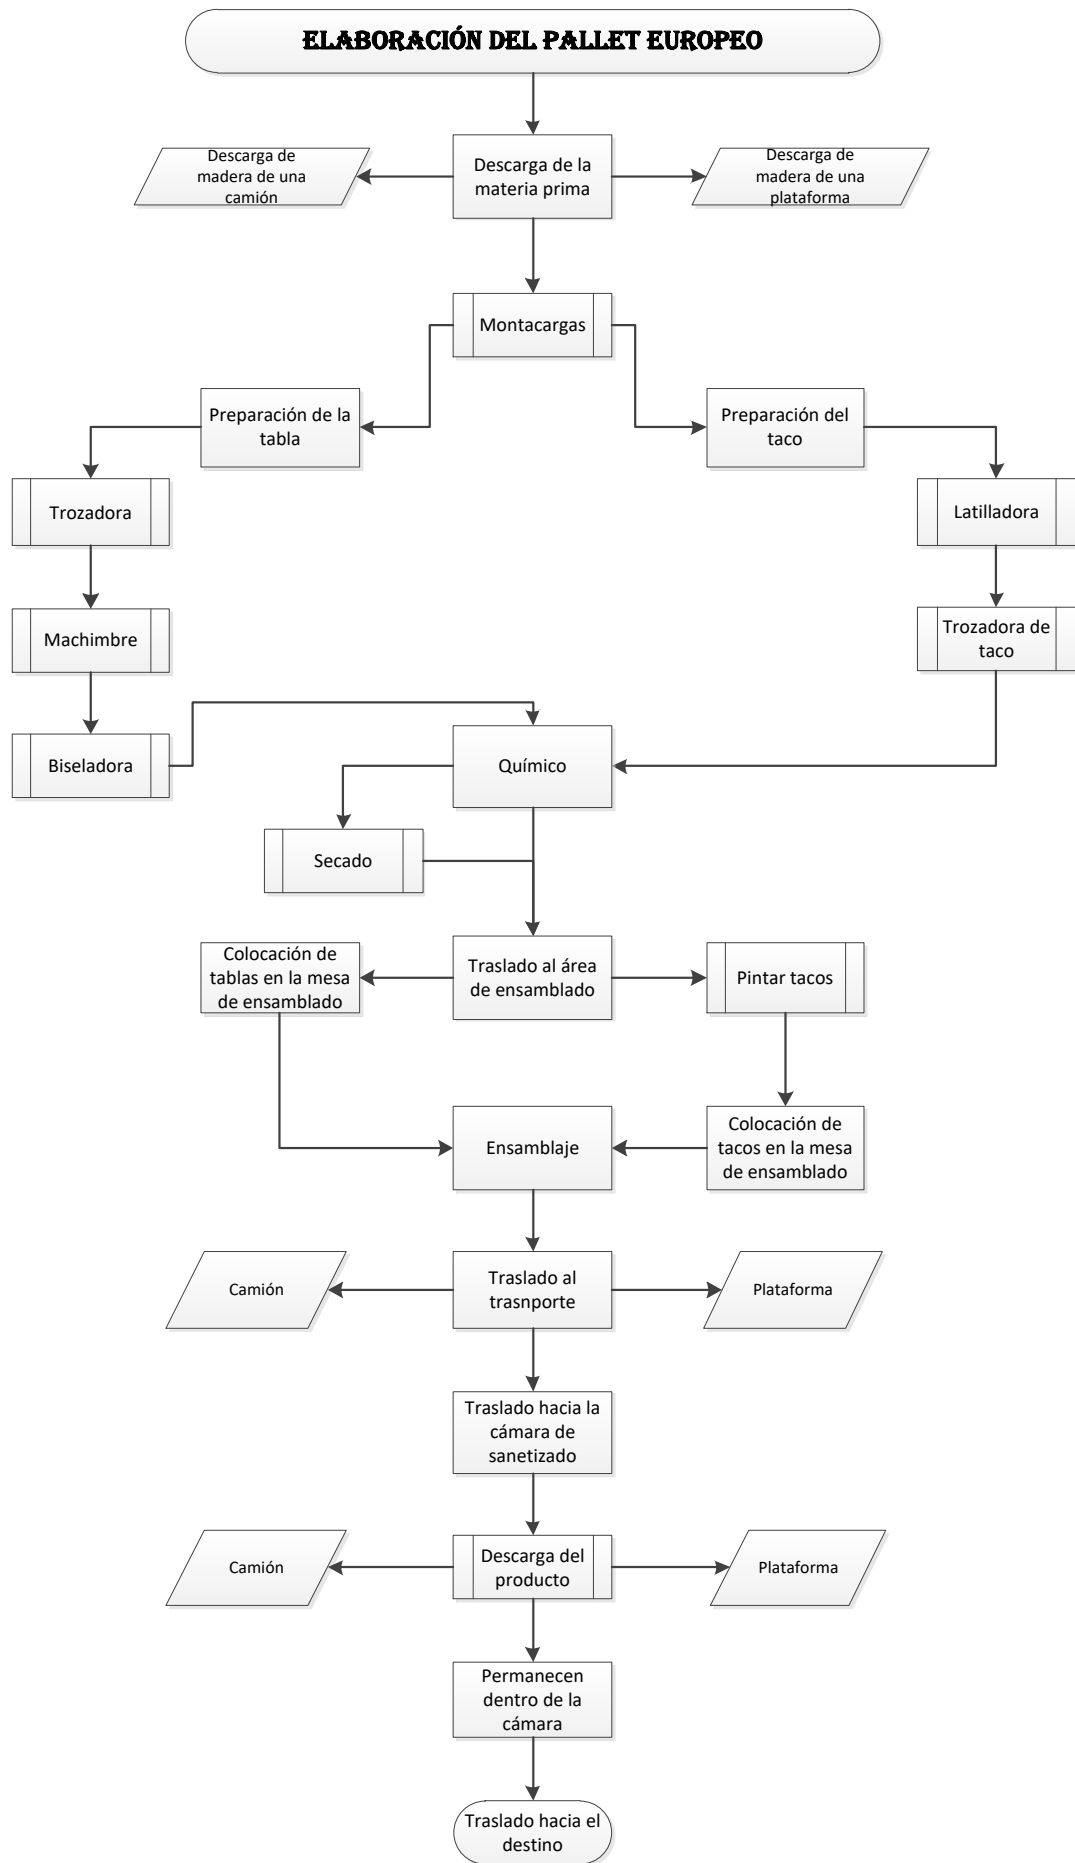 ELABORACIÓN DEL PALLET EUROPEO
Descarga de
madera de una
camión
Descarga de la
materia prima
Descarga de
madera de una
plataforma
Montacargas
Preparación de la
tabla
Preparación del
taco
Trozadora
Latilladora
Machimbre
Trozadora de
taco
Biseladora
Químico
Secado
Colocación de
tablas en la mesa
de ensamblado
Traslado al área
de ensamblado
Pintar tacos
Ensamblaje
Colocación de
tacos en la mesa
de ensamblado
Camión
Traslado al
trasnporte
Plataforma
Traslado hacia la
cámara de
sanetizado
Camión
Descarga del
producto
Plataforma
Permanecen
dentro de la
cámara
Traslado hacia el
destino